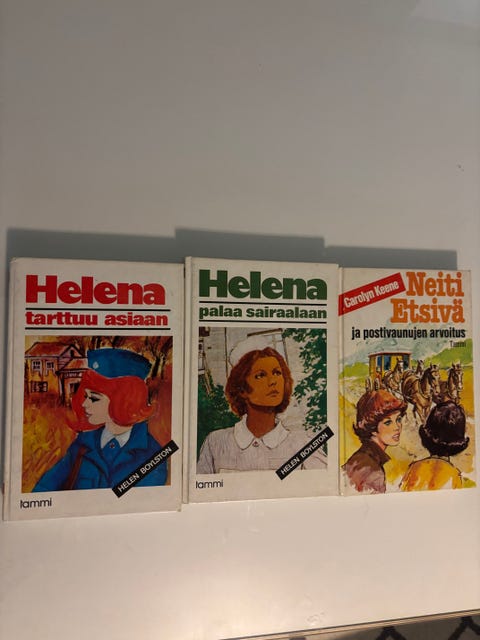 Helena
tarttuu asiaan
HELEN BOYLSTON
tammi
Helena
palaa sairaalaan
HELEN BOYLSTON
tammi
Carolyn Keene
Neiti
Etsivä
ja postivaunujen arvoitus
Tammi